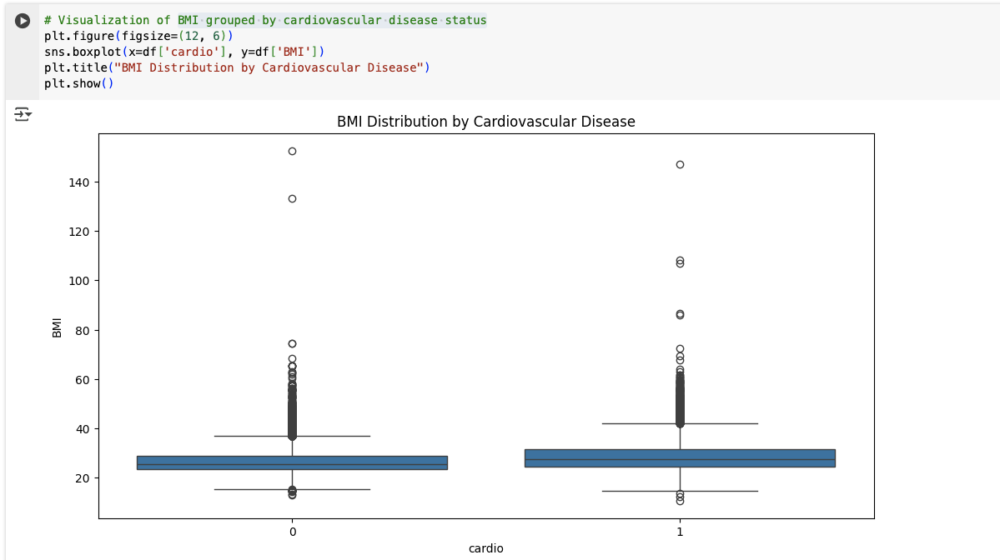 # Visualization of BMI grouped by cardiovascular disease status
plt.figure(figsize=(12, 6))
sns.boxplot(x=df['cardio'], y=df['BMI'])
plt.title("BMI Distribution by Cardiovascular Disease")
plt.show()
BMI Distribution by Cardiovascular Disease
140
120
100
80
60
40
20
BMI
0 1
cardio